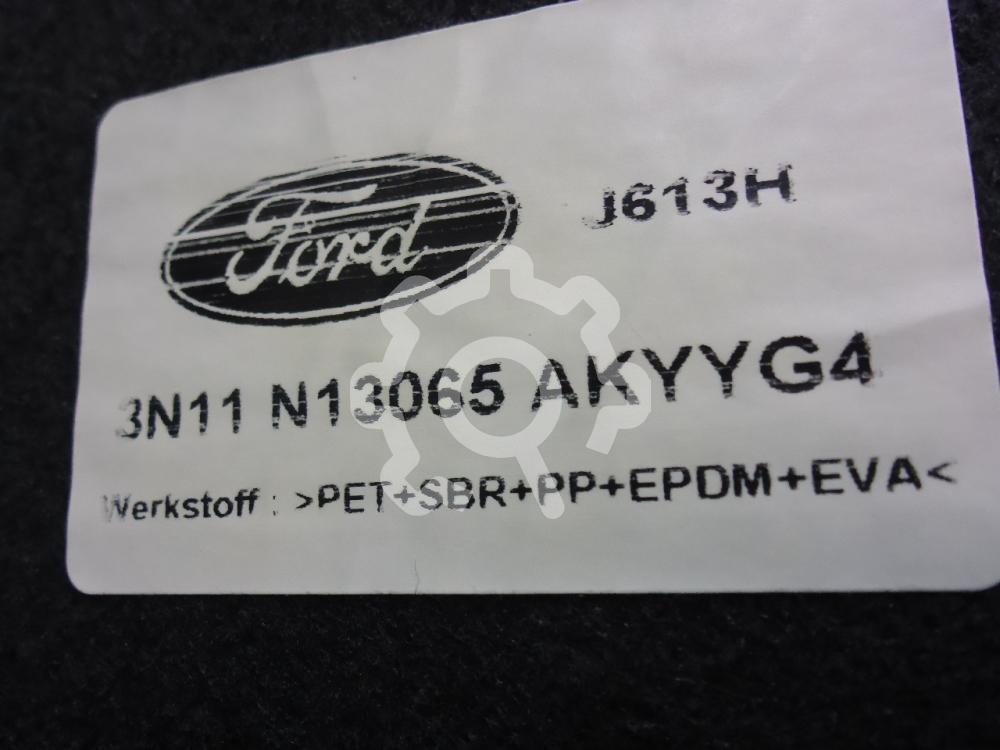 Ford
J613H
3N11 N13065 AKYYG4
Werkstoff : >PET+SBR+PP+EPDM+EVA<